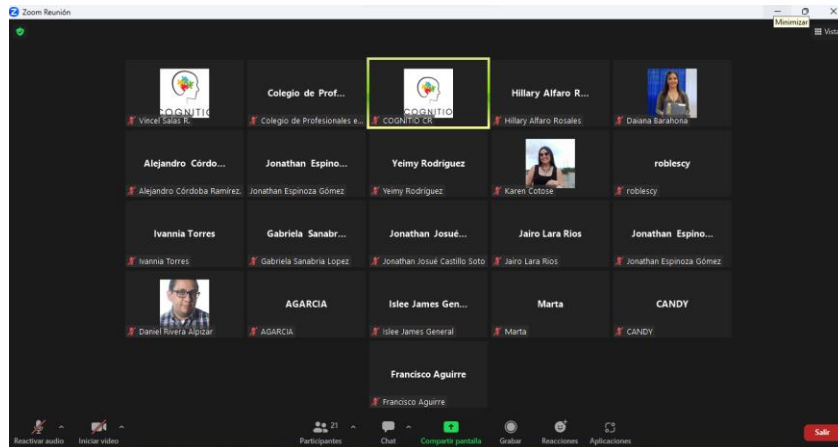 Zoom Reunión
Minimizar
Vista
COGNITIO
Vincel Salas R.
Colegio de Prof...
Colegio de Profesionales e...
COGNITIO
COGNITIO CR
Hillary Alfaro R...
Hillary Alfaro Rosales
Daiana Barahona
Alejandro Córdo...
Alejandro Córdoba Ramírez.
Jonathan Espino...
Jonathan Espinoza Gómez
Yeimy Rodríguez
Yeimy Rodríguez
Karen Cotose
roblescy
roblescy
Ivannia Torres
Ivannia Torres
Gabriela Sanabr...
Gabriela Sanabria Lopez
Jonathan Josué...
Jonathan Josué Castillo Soto
Jairo Lara Rios
Jairo Lara Rios
Jonathan Espino...
Jonathan Espinoza Gómez
Daniel Rivera Alpizar
AGARCIA
AGARCIA
Islee James Gen...
Islee James General
Marta
Marta
CANDY
CANDY
Francisco Aguirre
Francisco Aguirre
Reactivar audio
Iniciar video
21
Participantes
Chat
Compartir pantalla
Grabar
Reacciones
Aplicaciones
Salir